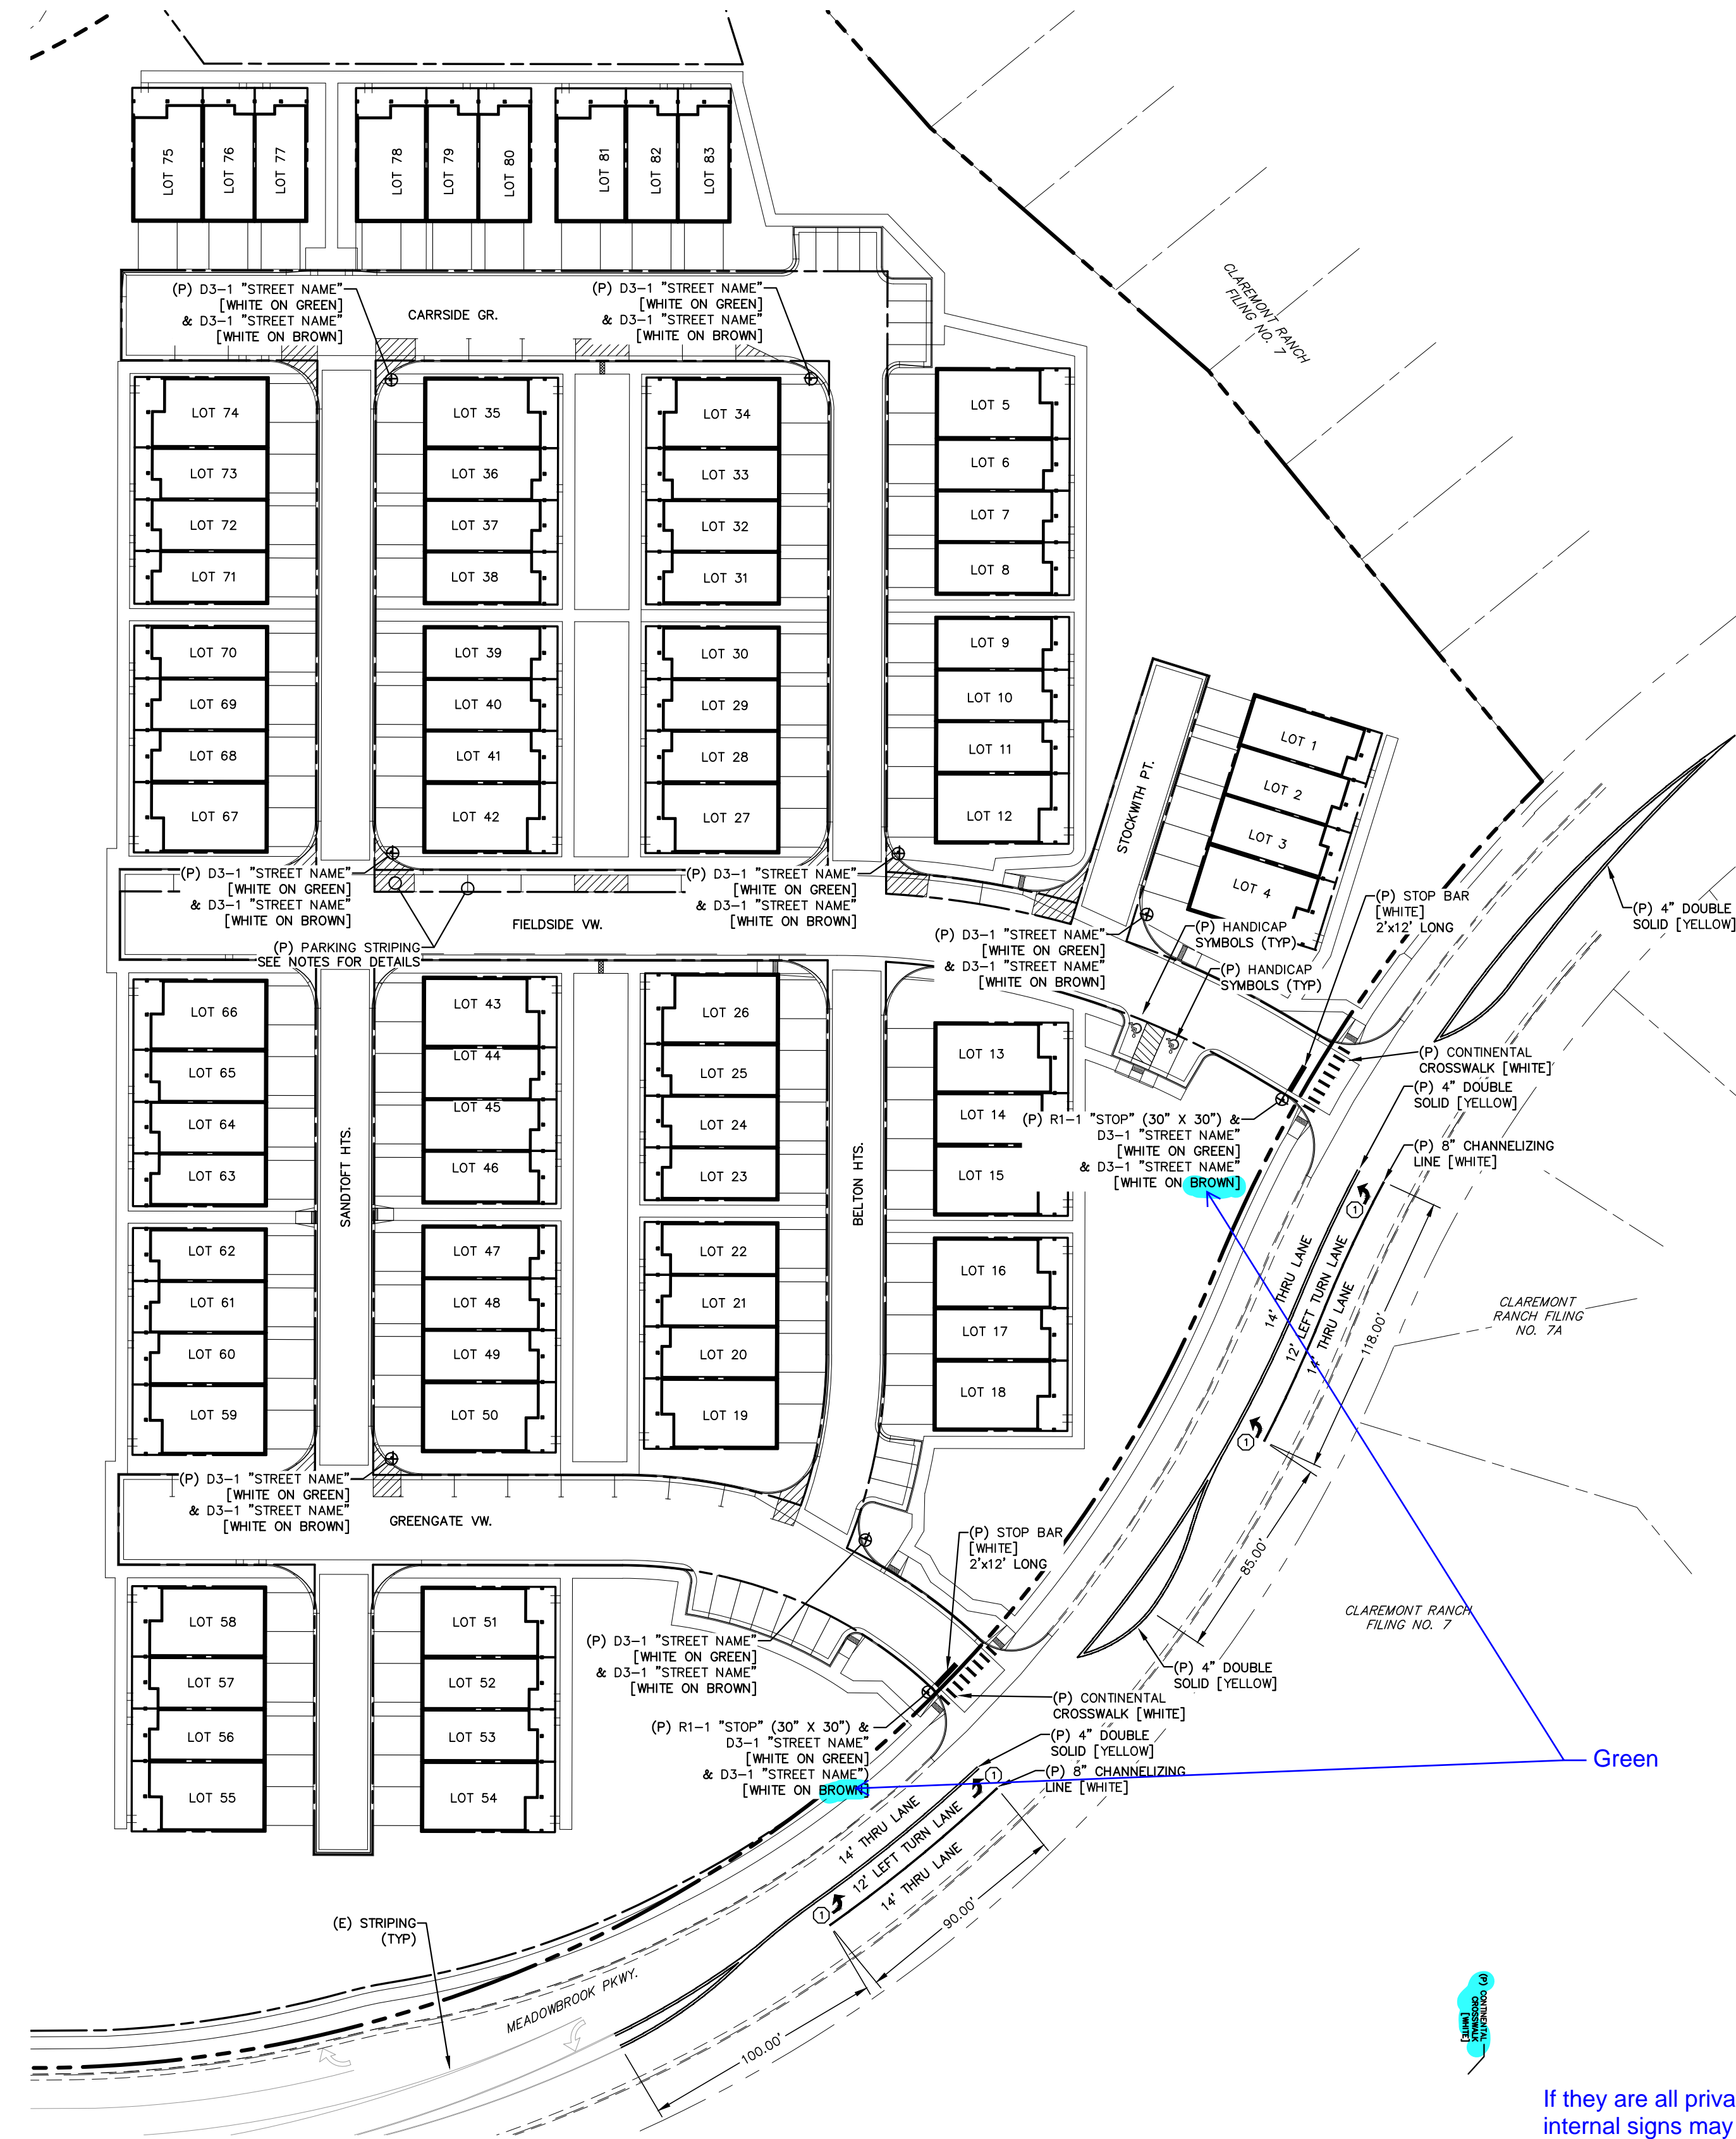 LOT 75
LOT 76
LOT 77
LOT 78
LOT 79
LOT 80
LOT 81
LOT 82
LOT 83
CLAREMONT RANCH
FILING NO. 7
(P) D3-1 "STREET NAME"
[WHITE ON GREEN]
& D3-1 "STREET NAME"
[WHITE ON BROWN]
CARRSIDE GR.
(P) D3-1 "STREET NAME"
[WHITE ON GREEN]
& D3-1 "STREET NAME"
[WHITE ON BROWN]
LOT 74
LOT 73
LOT 72
LOT 71
LOT 35
LOT 36
LOT 37
LOT 38
LOT 34
LOT 33
LOT 32
LOT 31
LOT 5
LOT 6
LOT 7
LOT 8
LOT 70
LOT 69
LOT 68
LOT 67
LOT 39
LOT 40
LOT 41
LOT 42
LOT 30
LOT 29
LOT 28
LOT 27
LOT 9
LOT 10
LOT 11
LOT 12
STOCKWITH PT.
LOT 1
LOT 2
LOT 3
LOT 4
(P) D3-1 "STREET NAME"
[WHITE ON GREEN]
& D3-1 "STREET NAME"
[WHITE ON BROWN]
(P) PARKING STRIPING
SEE NOTES FOR DETAILS
FIELDSIDE VW.
(P) D3-1 "STREET NAME"
[WHITE ON GREEN]
& D3-1 "STREET NAME"
[WHITE ON BROWN]
(P) D3-1 "STREET NAME"
[WHITE ON GREEN]
& D3-1 "STREET NAME"
[WHITE ON BROWN]
(P) HANDICAP
SYMBOLS (TYP)
(P) HANDICAP
SYMBOLS (TYP)
(P) STOP BAR
[WHITE]
2'x12' LONG
(P) 4" DOUBLE
SOLID [YELLOW]
(P) CONTINENTAL
CROSSWALK [WHITE]
(P) 4" DOUBLE
SOLID [YELLOW]
(P) 8" CHANNELIZING
LINE [WHITE]
LOT 66
LOT 65
LOT 64
LOT 63
SANDTOFT HTS.
LOT 43
LOT 44
LOT 45
LOT 46
LOT 26
LOT 25
LOT 24
LOT 23
BELTON HTS.
LOT 13
LOT 14
LOT 15
(P) R1-1 "STOP" (30" X 30") &
D3-1 "STREET NAME"
[WHITE ON GREEN]
& D3-1 "STREET NAME"
[WHITE ON BROWN]
1
14' THRU LANE
12' LEFT TURN LANE
14' THRU LANE
118.00'
1
CLAREMONT
RANCH FILING
NO. 7A
LOT 62
LOT 61
LOT 60
LOT 59
LOT 47
LOT 48
LOT 49
LOT 50
LOT 22
LOT 21
LOT 20
LOT 19
LOT 16
LOT 17
LOT 18
(P) D3-1 "STREET NAME"
[WHITE ON GREEN]
& D3-1 "STREET NAME"
[WHITE ON BROWN]
GREENGATE VW.
(P) STOP BAR
[WHITE]
2'x12' LONG
85.00'
CLAREMONT RANCH
FILING NO. 7
LOT 58
LOT 57
LOT 56
LOT 55
LOT 51
LOT 52
LOT 53
LOT 54
(P) D3-1 "STREET NAME"
[WHITE ON GREEN]
& D3-1 "STREET NAME"
[WHITE ON BROWN]
(P) 4" DOUBLE
SOLID [YELLOW]
(P) CONTINENTAL
CROSSWALK [WHITE]
(P) R1-1 "STOP" (30" X 30") &
D3-1 "STREET NAME"
[WHITE ON GREEN]
& D3-1 "STREET NAME")
[WHITE ON BROWN]
(P) 4" DOUBLE
SOLID [YELLOW]
(P) 8" CHANNELIZING
LINE [WHITE]
Green
1
14' THRU LANE
12' LEFT TURN LANE
14' THRU LANE
1
90.00'
(E) STRIPING
(TYP)
MEADOWBROOK PKWY.
100.00'
(P) CONTINENTAL
CROSSWALK
[WHITE]
If they are all priva
internal signs may